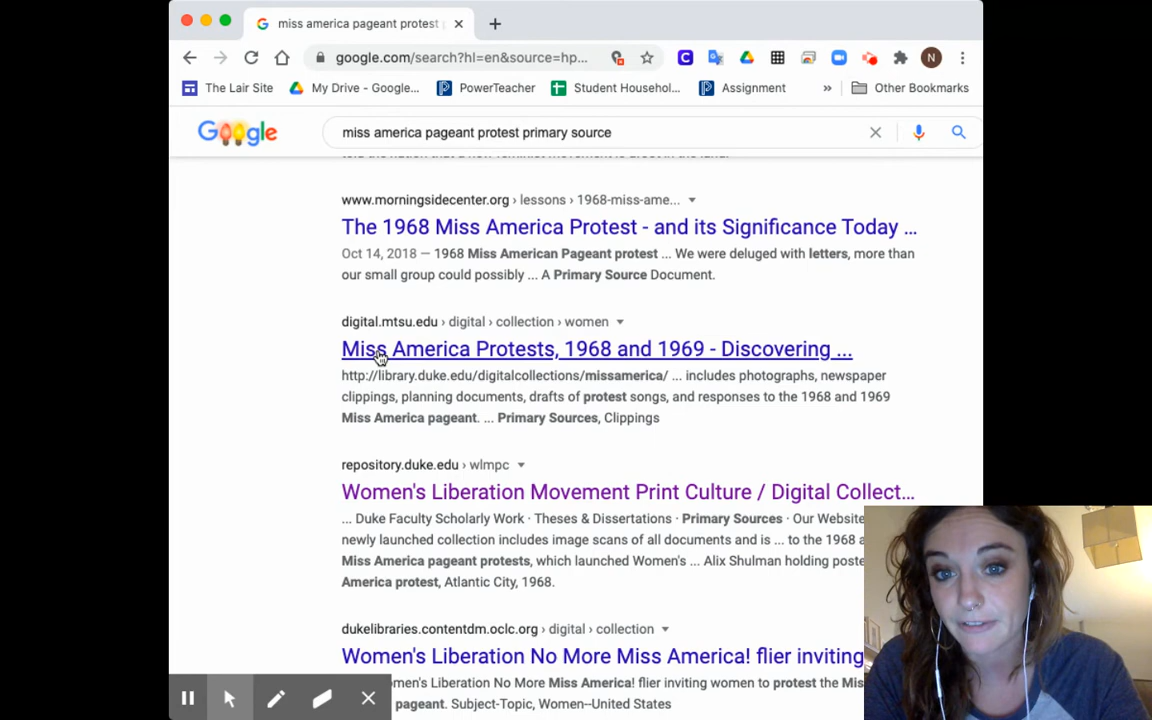 miss america pageant protest
google.com/search?hl=en&source=hp...
N
The Lair Site
My Drive - Google...
PowerTeacher
Student Househol...
Assignment
»
Other Bookmarks
Google
miss america pageant protest primary source
www.morningsidecenter.org › lessons › 1968-miss-ame...
The 1968 Miss America Protest - and its Significance Today ...
Oct 14, 2018 — 1968 Miss American Pageant protest ... We were deluged with letters, more than
our small group could possibly ... A Primary Source Document.
digital.mtsu.edu › digital › collection › women
Miss America Protests, 1968 and 1969 - Discovering ...
http://library.duke.edu/digitalcollections/missamerica/ ... includes photographs, newspaper
clippings, planning documents, drafts of protest songs, and responses to the 1968 and 1969
Miss America pageant. ... Primary Sources, Clippings
repository.duke.edu › wlmpc
Women's Liberation Movement Print Culture / Digital Collect...
... Duke Faculty Scholarly Work · Theses & Dissertations · Primary Sources · Our Website
newly launched collection includes image scans of all documents and is ... to the 1968 a
Miss America pageant protests, which launched Women's ... Alix Shulman holding poste
America protest, Atlantic City, 1968.
dukelibraries.contentdm.oclc.org › digital › collection
Women's Liberation No More Miss America! flier inviting
omen's Liberation No More Miss America! flier inviting women to protest the Mis
pageant. Subject-Topic, Women--United States